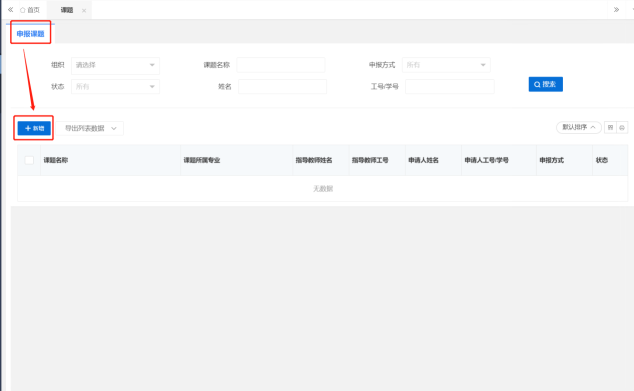 首页 课题
申报课题
组织 请选择 课题名称 申报方式 所有
状态 所有 姓名 工号/学号 搜索
+ 新增 导出列表数据 默认排序
课题名称 课题所属专业 指导教师姓名 指导教师工号 申请人姓名 申请人工号/学号 申报方式 状态
无数据